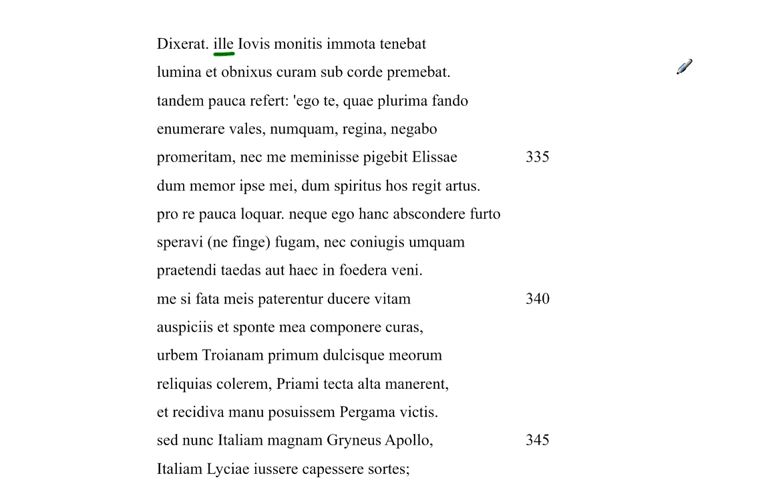 Dixerat. ille Iovis monitis immota tenebat
lumina et obnixus curam sub corde premebat.
tandem pauca refert: 'ego te, quae plurima fando
enumerare vales, numquam, regina, negabo
promeritam, nec me meminisse pigebit Elissae 335
dum memor ipse mei, dum spiritus hos regit artus.
pro re pauca loquar. neque ego hanc abscondere furto
speravi (ne finge) fugam, nec coniugis umquam
praetendi taedas aut haec in foedera veni.
me si fata meis paterentur ducere vitam 340
auspiciis et sponte mea componere curas,
urbem Troianam primum dulcisque meorum
reliquias colerem, Priami tecta alta manerent,
et recidiva manu posuissem Pergama victis.
sed nunc Italiam magnam Gryneus Apollo, 345
Italiam Lyciae iussere capessere sortes;